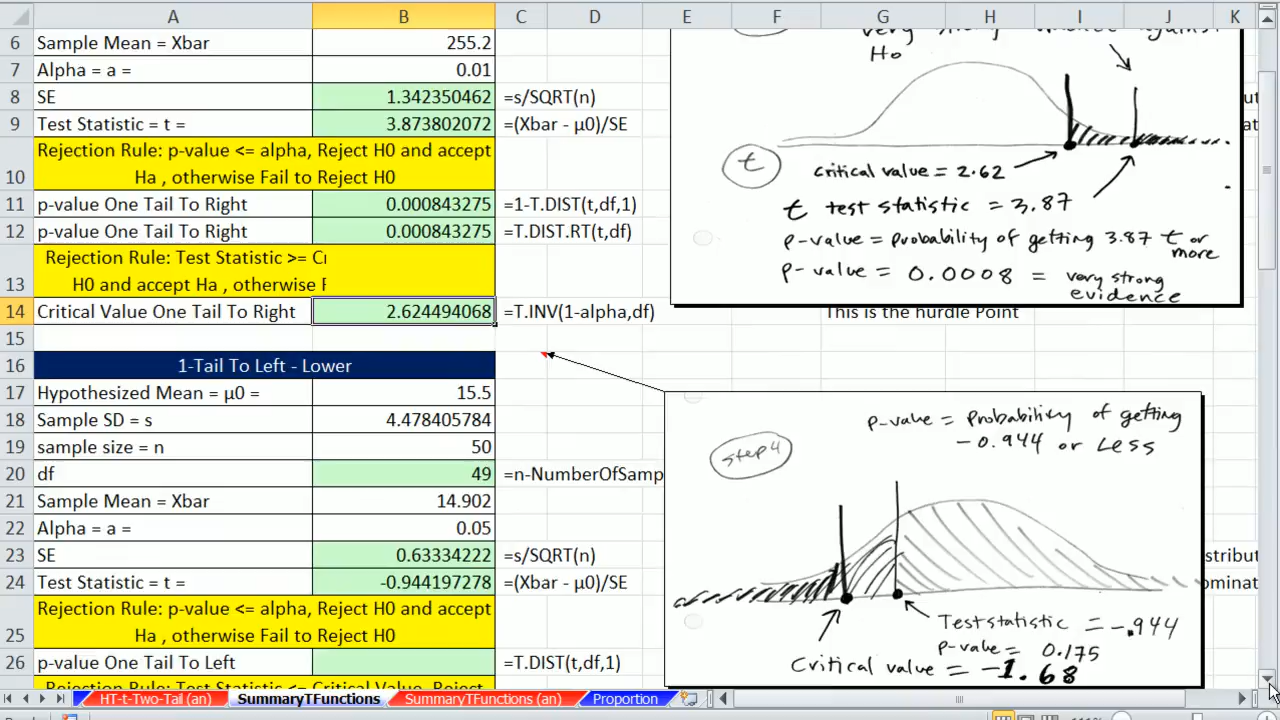 A B C D E F G H I J K
6 Sample Mean = Xbar 255.2
7 Alpha = a = 0.01
8 SE 1.342350462 =s/SQRT(n)
9 Test Statistic = t = 3.873802072 =(Xbar - µ0)/SE
Rejection Rule: p-value <= alpha, Reject H0 and accept
10 Ha , otherwise Fail to Reject H0
11 p-value One Tail To Right 0.000843275 =1-T.DIST(t,df,1)
12 p-value One Tail To Right 0.000843275 =T.DIST.RT(t,df)
Rejection Rule: Test Statistic >= Cr
13 H0 and accept Ha , otherwise F
14 Critical Value One Tail To Right 2.624494068 =T.INV(1-alpha,df) This is the hurdle Point
15
16 1-Tail To Left - Lower
17 Hypothesized Mean = µ0 = 15.5
18 Sample SD = s 4.478405784
19 sample size = n 50
20 df 49 =n-NumberOfSamp
21 Sample Mean = Xbar 14.902
22 Alpha = a = 0.05
23 SE 0.63334222 =s/SQRT(n)
24 Test Statistic = t = -0.944197278 =(Xbar - µ0)/SE
Rejection Rule: p-value <= alpha, Reject H0 and accept
25 Ha , otherwise Fail to Reject H0
26 p-value One Tail To Left =T.DIST(t,df,1)
Rejection Rule: Test Statistic <= Critical Value, Reject
very strong against
Ho
t
critical value = 2.62
t test statistic = 3.87
p-value = probability of getting 3.87 t or
more
p-value = 0.0008 = very strong
evidence
p-value = probability of getting
-0.944 or Less
step 4
Test statistic = -.944
p-value = 0.175
Critical value = -1.68
HT-t-Two-Tail (an) SummaryTFunctions SummaryTFunctions (an) Proportion